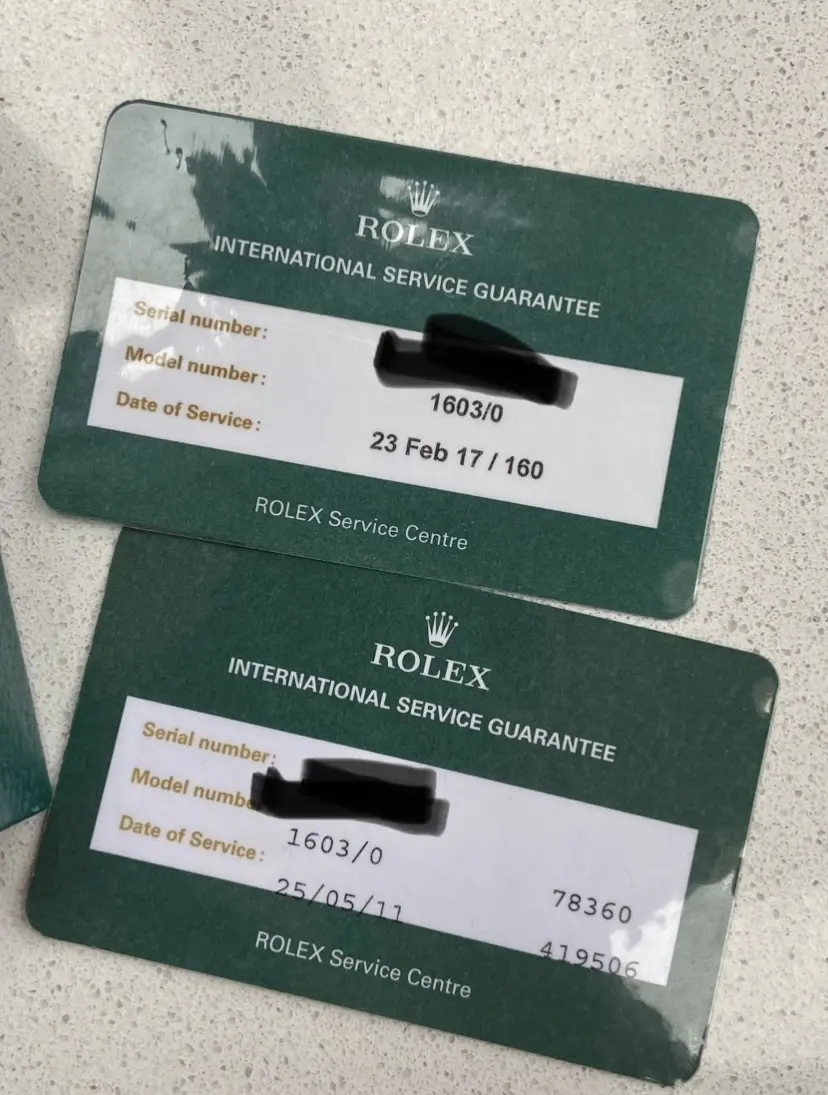 ROLEX
INTERNATIONAL SERVICE GUARANTEE
Serial number:
Model number: 1603/0
Date of Service: 23 Feb 17 / 160
ROLEX Service Centre
ROLEX
INTERNATIONAL SERVICE GUARANTEE
Serial number:
Model numbe 1603/0 78360
Date of Service: 25/05/11 419506
ROLEX Service Centre